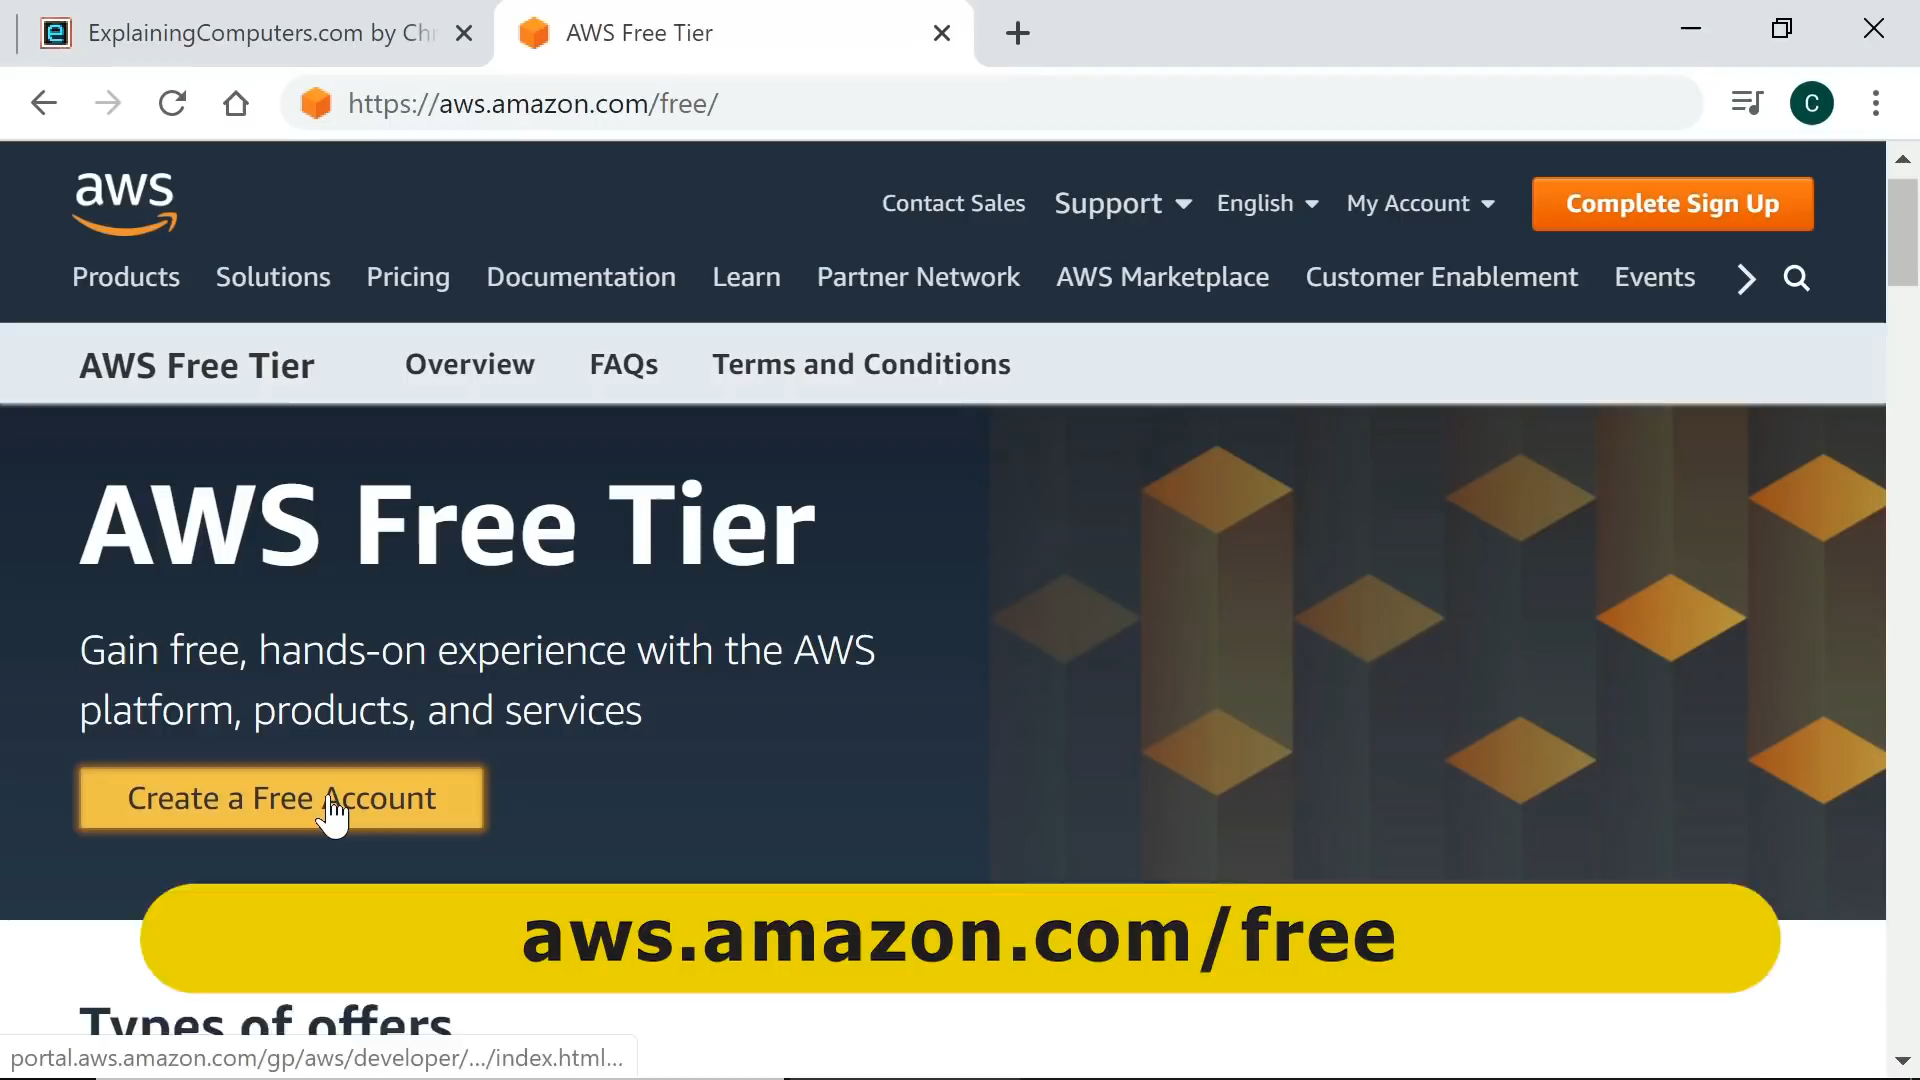 ExplainingComputers.com by Ch
AWS Free Tier
https://aws.amazon.com/free/
C
aws
Contact Sales
Support
English
My Account
Complete Sign Up
Products
Solutions
Pricing
Documentation
Learn
Partner Network
AWS Marketplace
Customer Enablement
Events
AWS Free Tier
Overview
FAQs
Terms and Conditions
AWS Free Tier
Gain free, hands-on experience with the AWS
platform, products, and services
Create a Free Account
aws.amazon.com/free
Types of offers
portal.aws.amazon.com/gp/aws/developer/.../index.html...